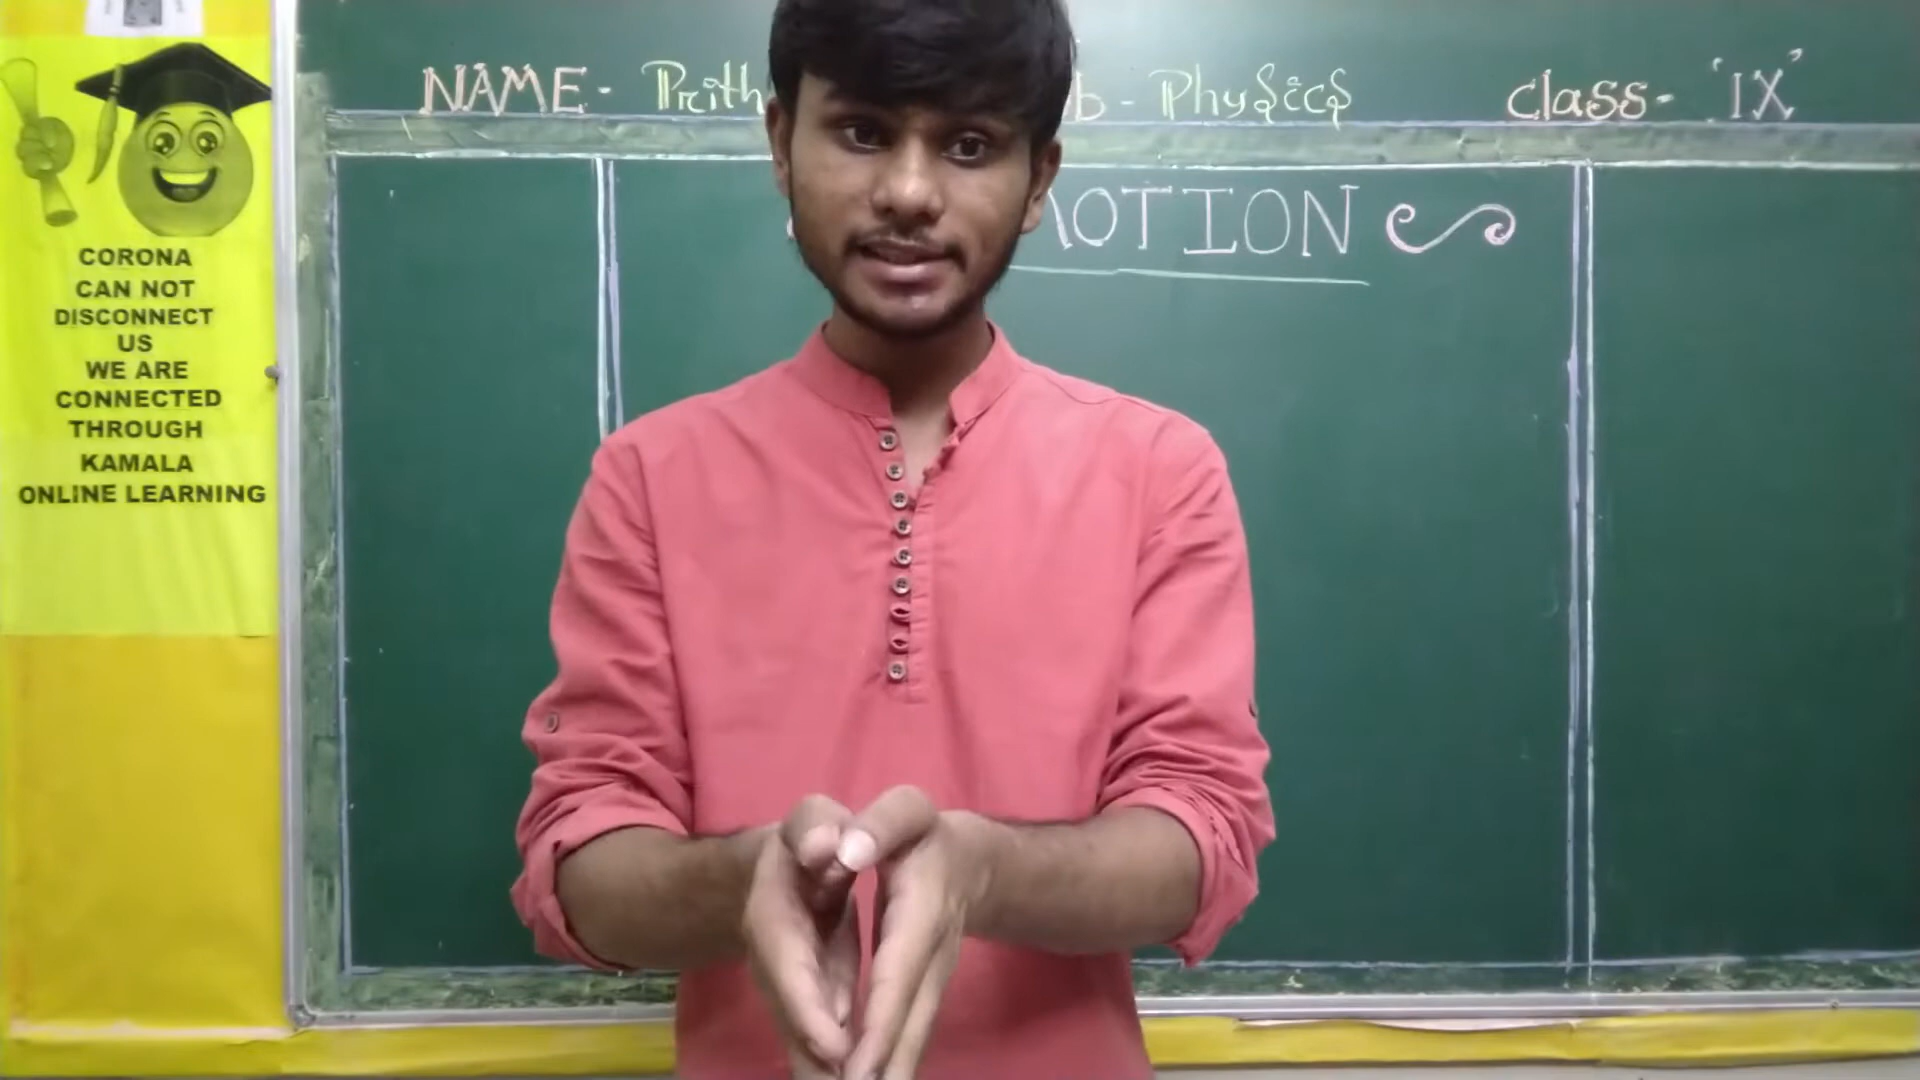 NAME - Prith
b - Physics
Class - 'IX'
OTION
CORONA
CAN NOT
DISCONNECT
US
WE ARE
CONNECTED
THROUGH
KAMALA
ONLINE LEARNING